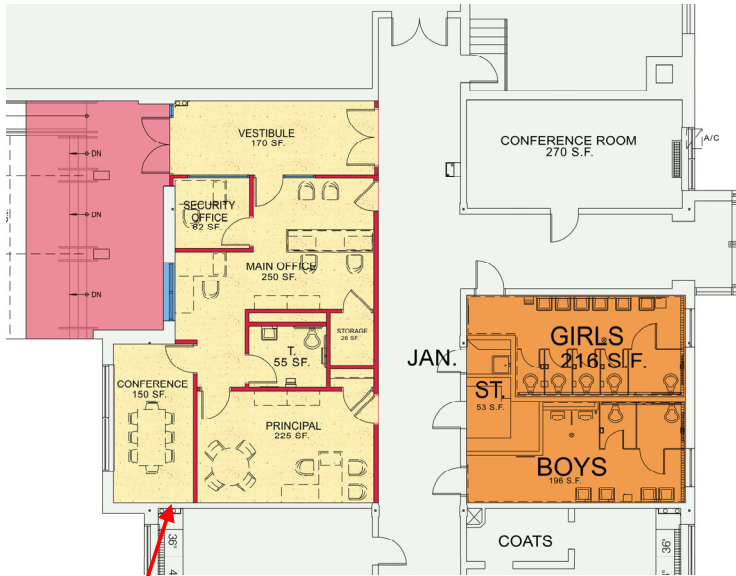 VESTIBULE
170 SF.
CONFERENCE ROOM
270 S.F.
A/C
DN
SECURITY
OFFICE
62 SF.
DN
MAIN OFFICE
250 SF.
DN
STORAGE
26 SF.
T.
55 SF.
JAN.
GIRLS
216 S.F.
CONFERENCE
150 SF.
ST.
53 S.F.
PRINCIPAL
225 SF.
BOYS
196 S.F.
COATS
36"
36"
4